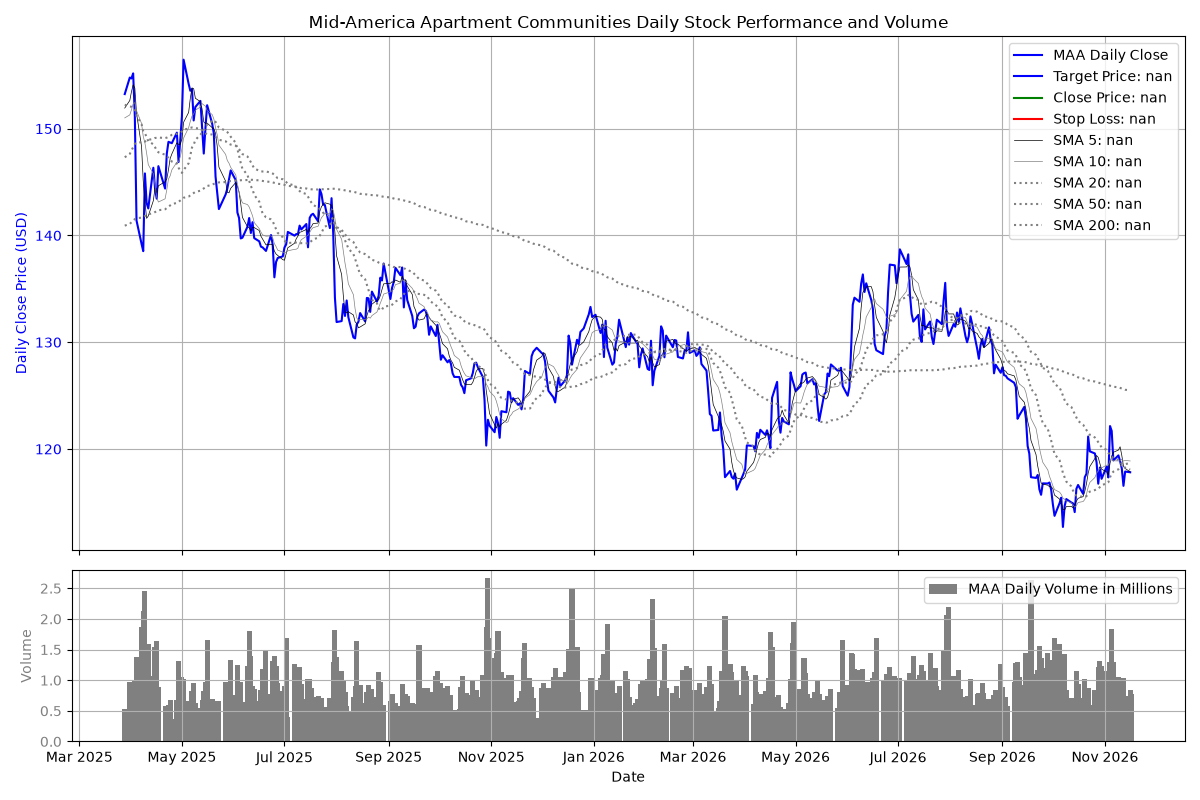 Mid-America Apartment Communities Daily Stock Performance and Volume
Daily Close Price (USD)
150
140
130
120
MAA Daily Close
Target Price: nan
Close Price: nan
Stop Loss: nan
SMA 5: nan
SMA 10: nan
SMA 20: nan
SMA 50: nan
SMA 200: nan
Volume
2.5
2.0
1.5
1.0
0.5
0.0
MAA Daily Volume in Millions
Mar 2025
May 2025
Jul 2025
Sep 2025
Nov 2025
Jan 2026
Mar 2026
May 2026
Jul 2026
Sep 2026
Nov 2026
Date